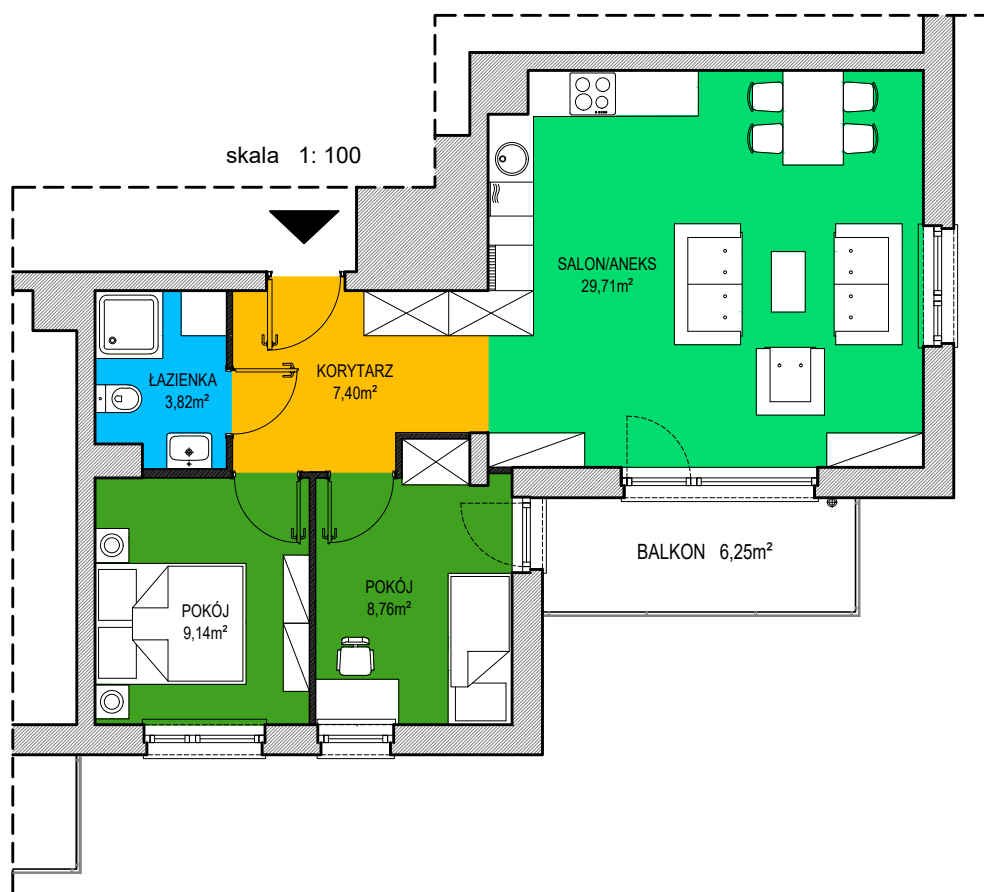 skala 1: 100
SALON/ANEKS
29,71m²
KORYTARZ
7,40m²
ŁAZIENKA
3,82m²
BALKON 6,25m²
POKÓJ
8,76m²
POKÓJ
9,14m²